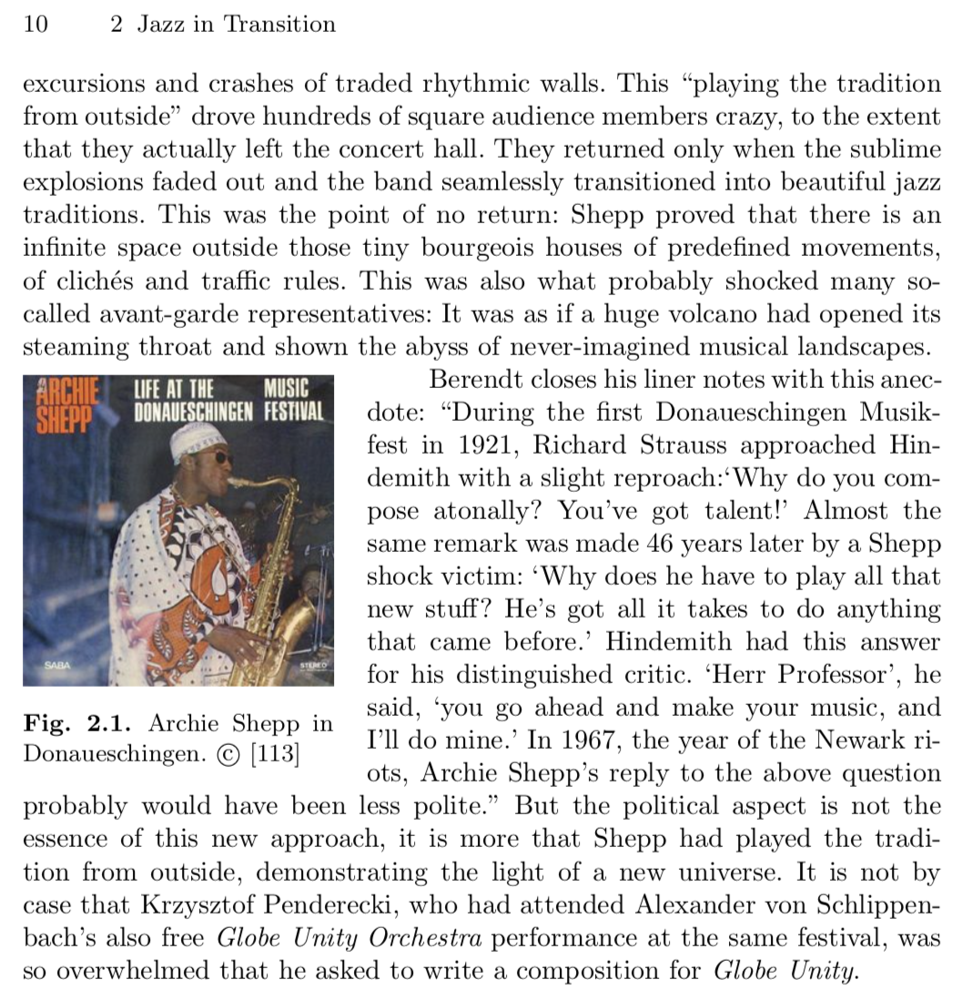 10 2 Jazz in Transition
excursions and crashes of traded rhythmic walls. This “playing the tradition
from outside” drove hundreds of square audience members crazy, to the extent
that they actually left the concert hall. They returned only when the sublime
explosions faded out and the band seamlessly transitioned into beautiful jazz
traditions. This was the point of no return: Shepp proved that there is an
infinite space outside those tiny bourgeois houses of predefined movements,
of clichés and traffic rules. This was also what probably shocked many so-
called avant-garde representatives: It was as if a huge volcano had opened its
steaming throat and shown the abyss of never-imagined musical landscapes.
ARCHIE
SHEPP
LIFE AT THE MUSIC
DONAUESCHINGEN FESTIVAL
SABA
STEREO
Fig. 2.1. Archie Shepp in
Donaueschingen. © [113]
Berendt closes his liner notes with this anec-
dote: “During the first Donaueschingen Musik-
fest in 1921, Richard Strauss approached Hin-
demith with a slight reproach:‘Why do you com-
pose atonally? You’ve got talent!’ Almost the
same remark was made 46 years later by a Shepp
shock victim: ‘Why does he have to play all that
new stuff? He’s got all it takes to do anything
that came before.’ Hindemith had this answer
for his distinguished critic. ‘Herr Professor’, he
said, ‘you go ahead and make your music, and
I’ll do mine.’ In 1967, the year of the Newark ri-
ots, Archie Shepp’s reply to the above question
probably would have been less polite.” But the political aspect is not the
essence of this new approach, it is more that Shepp had played the tradi-
tion from outside, demonstrating the light of a new universe. It is not by
case that Krzysztof Penderecki, who had attended Alexander von Schlippen-
bach’s also free Globe Unity Orchestra performance at the same festival, was
so overwhelmed that he asked to write a composition for Globe Unity.